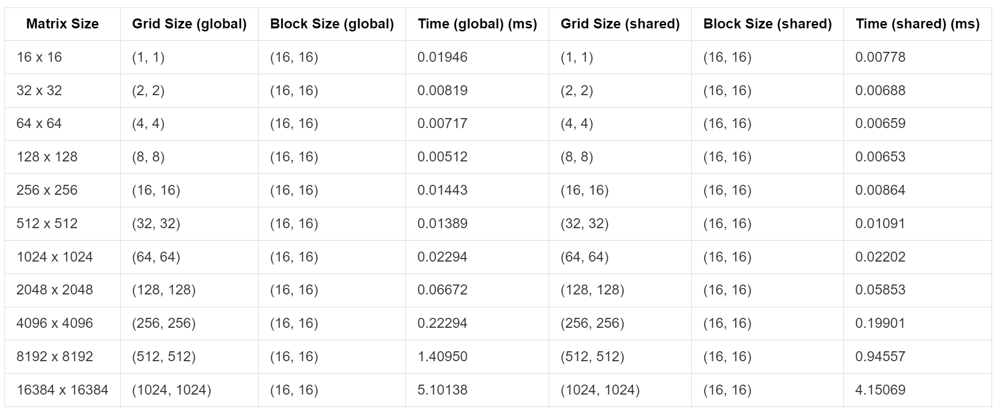 Matrix Size Grid Size (global) Block Size (global) Time (global) (ms) Grid Size (shared) Block Size (shared) Time (shared) (ms)
16 x 16 (1, 1) (16, 16) 0.01946 (1, 1) (16, 16) 0.00778
32 x 32 (2, 2) (16, 16) 0.00819 (2, 2) (16, 16) 0.00688
64 x 64 (4, 4) (16, 16) 0.00717 (4, 4) (16, 16) 0.00659
128 x 128 (8, 8) (16, 16) 0.00512 (8, 8) (16, 16) 0.00653
256 x 256 (16, 16) (16, 16) 0.01443 (16, 16) (16, 16) 0.00864
512 x 512 (32, 32) (16, 16) 0.01389 (32, 32) (16, 16) 0.01091
1024 x 1024 (64, 64) (16, 16) 0.02294 (64, 64) (16, 16) 0.02202
2048 x 2048 (128, 128) (16, 16) 0.06672 (128, 128) (16, 16) 0.05853
4096 x 4096 (256, 256) (16, 16) 0.22294 (256, 256) (16, 16) 0.19901
8192 x 8192 (512, 512) (16, 16) 1.40950 (512, 512) (16, 16) 0.94557
16384 x 16384 (1024, 1024) (16, 16) 5.10138 (1024, 1024) (16, 16) 4.15069